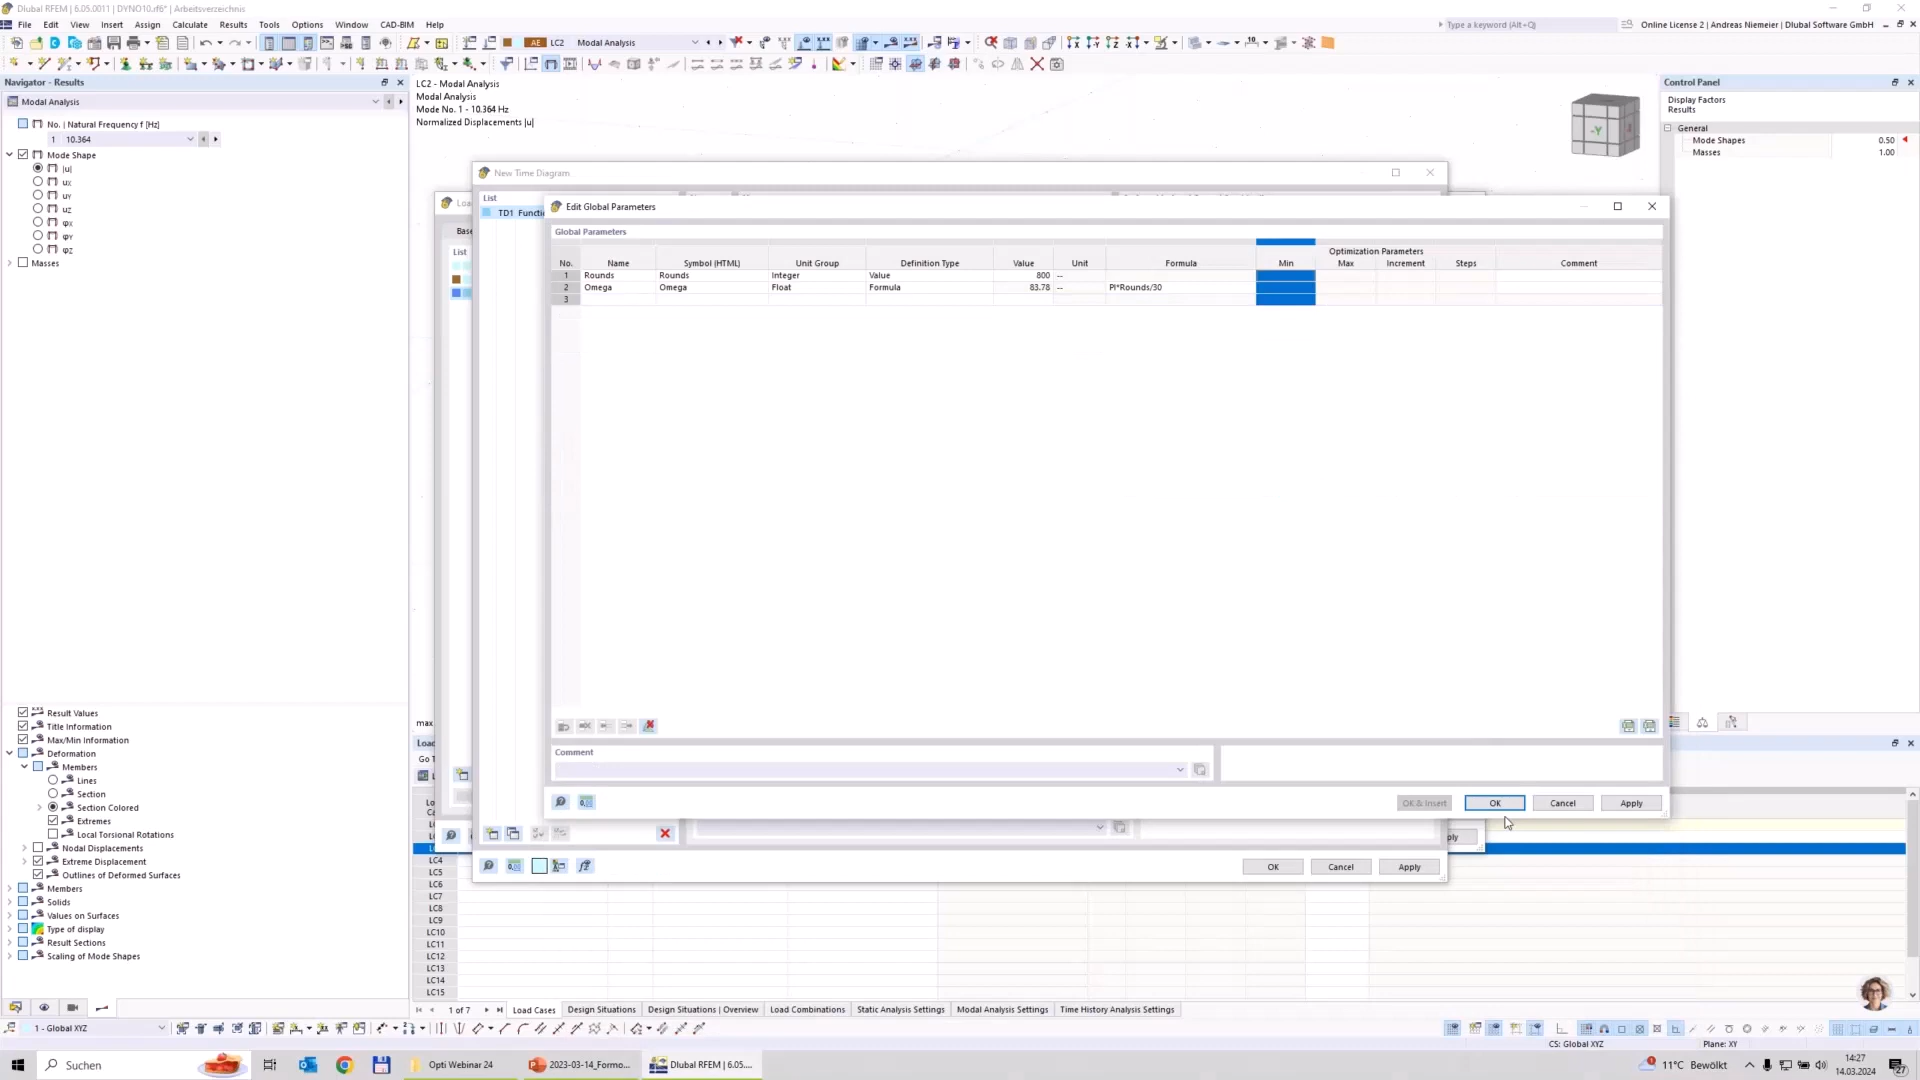 Dlubal RFEM | 6.05.0011 | DYNO10.rf6* | Arbeitsverzeichnis
File Edit View Insert Assign Calculate Results Tools Options Window CAD-BIM Help
Type a keyword (Alt+Q)
Online License 2 | Andreas Niemeier | Dlubal Software GmbH
AE LC2 Modal Analysis
Navigator - Results
Modal Analysis
No. | Natural Frequency f [Hz]
1 10.364
Mode Shape
|u|
uX
uY
uZ
φX
φY
φZ
Masses
LC2 - Modal Analysis
Modal Analysis
Mode No. 1 - 10.364 Hz
Normalized Displacements |u|
-Y
Control Panel
Display Factors
Results
General
Mode Shapes 0.50
Masses 1.00
New Time Diagram
List
TD1 Functi
Loa
Base
List
Edit Global Parameters
Global Parameters
Optimization Parameters
No. Name Symbol (HTML) Unit Group Definition Type Value Unit Formula Min Max Increment Steps Comment
1 Rounds Rounds Integer Value 800 --
2 Omega Omega Float Formula 83.78 -- PI*Rounds/30
3
Comment
OK & Insert OK Cancel Apply
ply
OK Cancel Apply
max
Load
Go T
Lo
Ca
LC4
LC5
LC6
LC7
LC8
LC9
LC10
LC11
LC12
LC13
LC14
LC15
Result Values
Title Information
Max/Min Information
Deformation
Members
Lines
Section
Section Colored
Extremes
Local Torsional Rotations
Nodal Displacements
Extreme Displacement
Outlines of Deformed Surfaces
Members
Solids
Values on Surfaces
Type of display
Result Sections
Scaling of Mode Shapes
1 of 7 Load Cases Design Situations Design Situations | Overview Load Combinations Static Analysis Settings Modal Analysis Settings Time History Analysis Settings
1 - Global XYZ
CS: Global XYZ Plane: XY
Suchen
Opti Webinar 24
2023-03-14_Formo...
Dlubal RFEM | 6.05....
11°C Bewölkt
14:27
14.03.2024
27